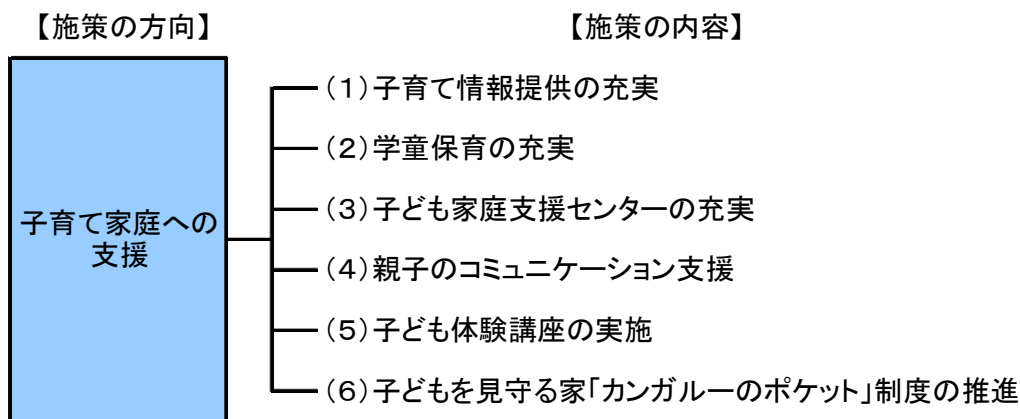 【施策の方向】
【施策の内容】
子育て家庭への
支援
(1)子育て情報提供の充実
(2)学童保育の充実
(3)子ども家庭支援センターの充実
(4)親子のコミュニケーション支援
(5)子ども体験講座の実施
(6)子どもを見守る家「カンガルーのポケット」制度の推進